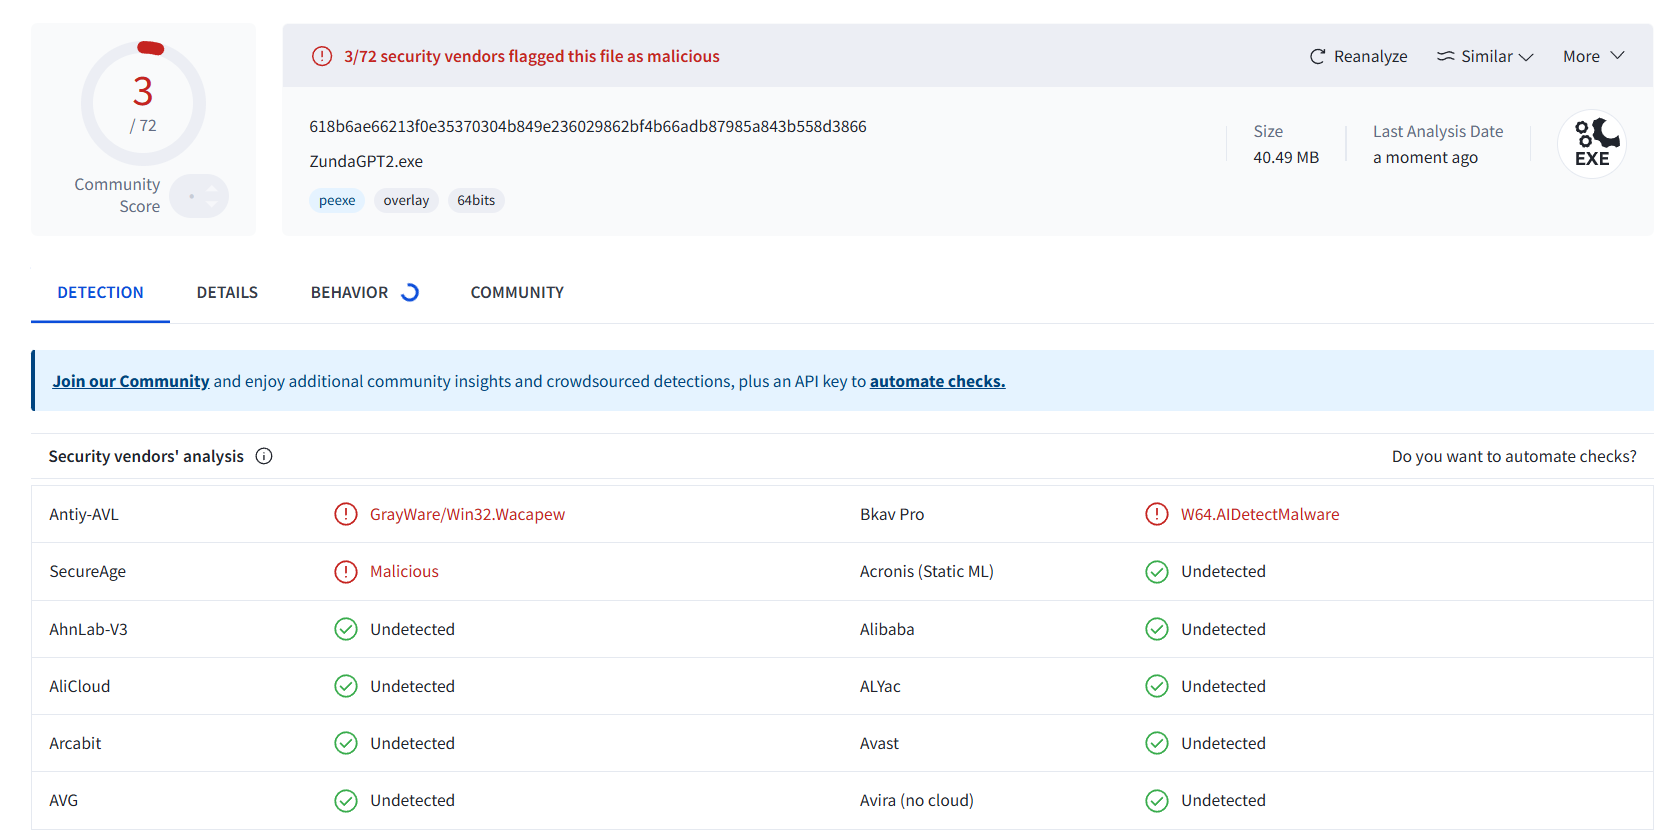 3
/ 72
Community
Score
3/72 security vendors flagged this file as malicious
Reanalyze
Similar
More
618b6ae66213f0e35370304b849e236029862bf4b66adb87985a843b558d3866
ZundaGPT2.exe
peexe
overlay
64bits
Size
40.49 MB
Last Analysis Date
a moment ago
EXE
DETECTION
DETAILS
BEHAVIOR
COMMUNITY
Join our Community and enjoy additional community insights and crowdsourced detections, plus an API key to automate checks.
Security vendors' analysis
Do you want to automate checks?
Antiy-AVL
GrayWare/Win32.Wacapew
Bkav Pro
W64.AIDetectMalware
SecureAge
Malicious
Acronis (Static ML)
Undetected
AhnLab-V3
Undetected
Alibaba
Undetected
AliCloud
Undetected
ALYac
Undetected
Arcabit
Undetected
Avast
Undetected
AVG
Undetected
Avira (no cloud)
Undetected